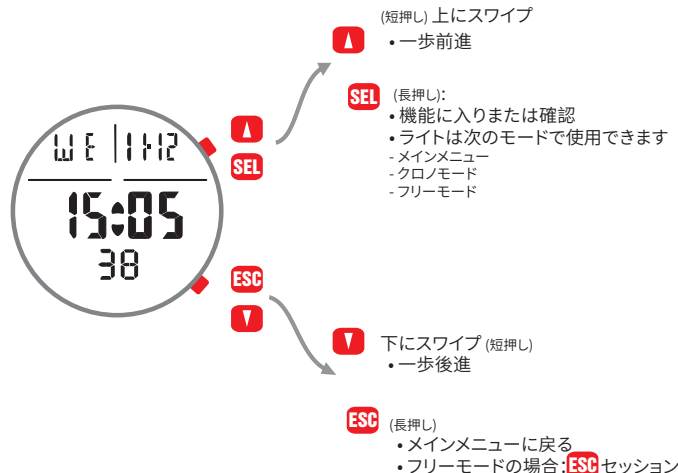 (短押し) 上にスワイプ
• 一歩前進
SEL (長押し):
• 機能に入りまたは確認
• ライトは次のモードで使用できます
- メインメニュー
- クロノモード
- フリーモード
WE 11-12
15:05
38
SEL
ESC
下にスワイプ (短押し)
• 一歩後進
ESC (長押し)
• メインメニューに戻る
• フリーモードの場合:ESCセッション